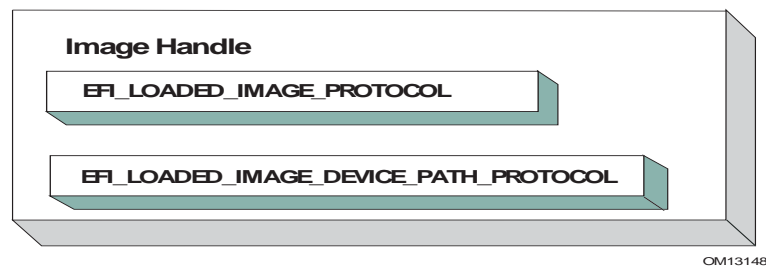 Image Handle
EFI_LOADED_IMAGE_PROTOCOL
EFI_LOADED_IMAGE_DEVICE_PATH_PROTOCOL
OM13148